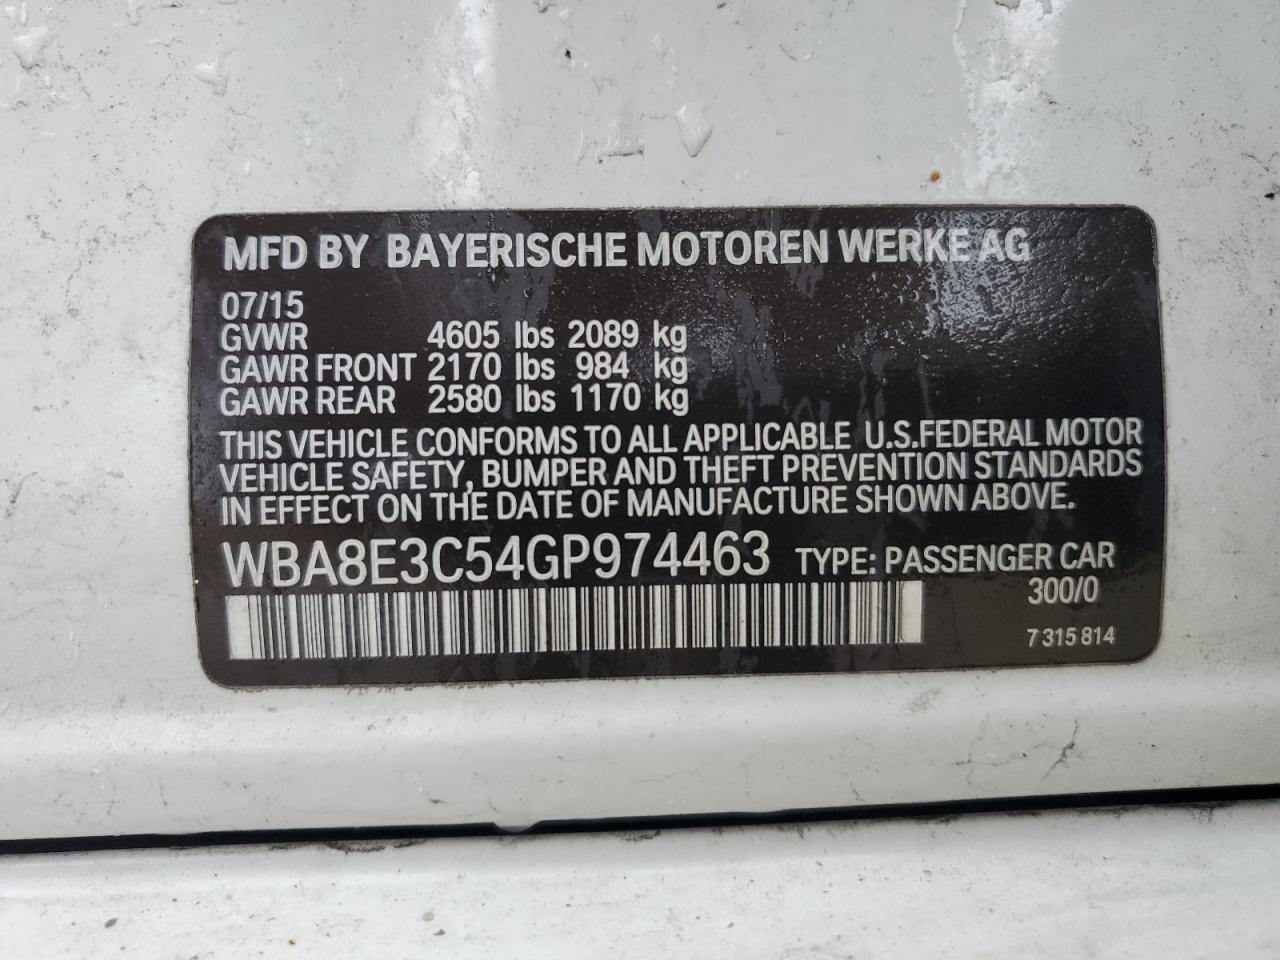 MFD BY BAYERISCHE MOTOREN WERKE AG
07/15
GVWR 4605 lbs 2089 kg
GAWR FRONT 2170 lbs 984 kg
GAWR REAR 2580 lbs 1170 kg
THIS VEHICLE CONFORMS TO ALL APPLICABLE U.S.FEDERAL MOTOR
VEHICLE SAFETY, BUMPER AND THEFT PREVENTION STANDARDS
IN EFFECT ON THE DATE OF MANUFACTURE SHOWN ABOVE.
WBA8E3C54GP974463 TYPE: PASSENGER CAR
300/0
7 315 814